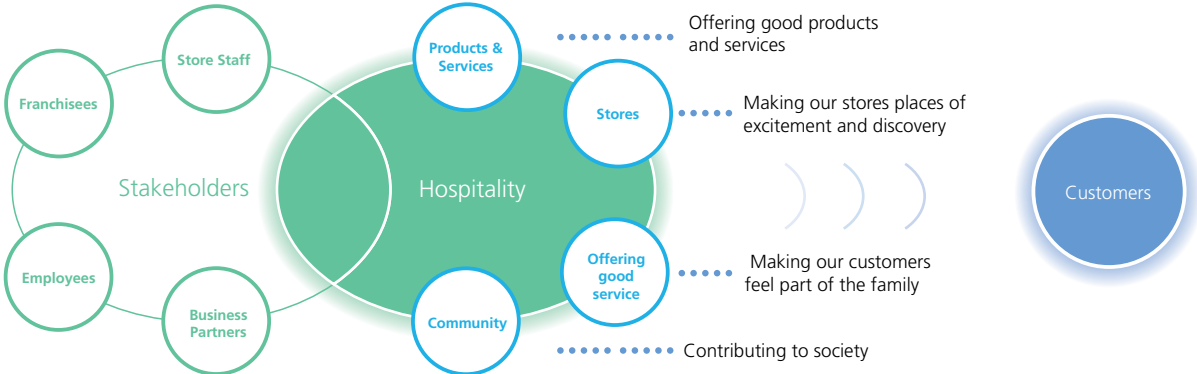 Store Staff
Franchisees
Stakeholders
Employees
Business
Partners
Hospitality
Products &
Services
Stores
Offering
good
service
Community
Offering good products
and services
Making our stores places of
excitement and discovery
Making our customers
feel part of the family
Contributing to society
Customers